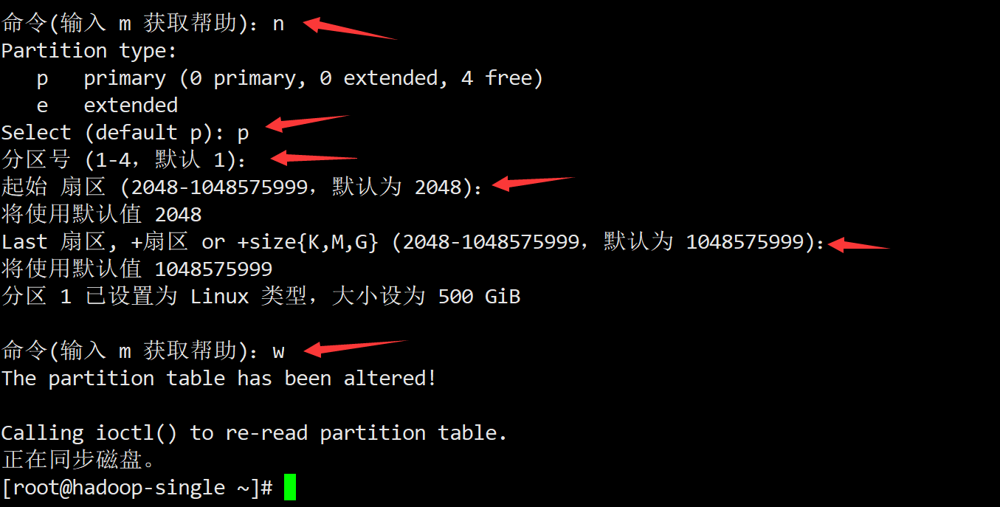 命令(输入 m 获取帮助)：n
Partition type:
   p   primary (0 primary, 0 extended, 4 free)
   e   extended
Select (default p): p
分区号 (1-4，默认 1)：
起始 扇区 (2048-1048575999，默认为 2048)：
将使用默认值 2048
Last 扇区, +扇区 or +size{K,M,G} (2048-1048575999，默认为 1048575999)：
将使用默认值 1048575999
分区 1 已设置为 Linux 类型，大小设为 500 GiB
命令(输入 m 获取帮助)：w
The partition table has been altered!
Calling ioctl() to re-read partition table.
正在同步磁盘。
[root@hadoop-single ~]#